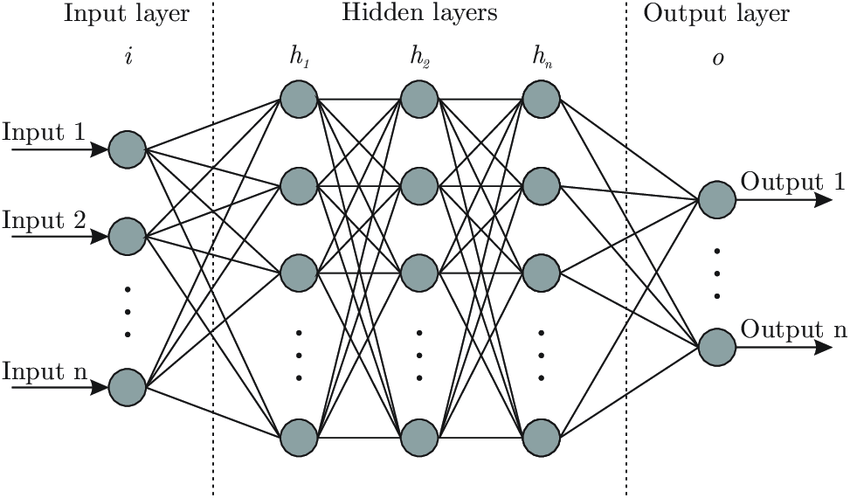 Input layer
Hidden layers
Output layer
i
h1
h2
hn
o
Input 1
Input 2
Input n
Output 1
Output n